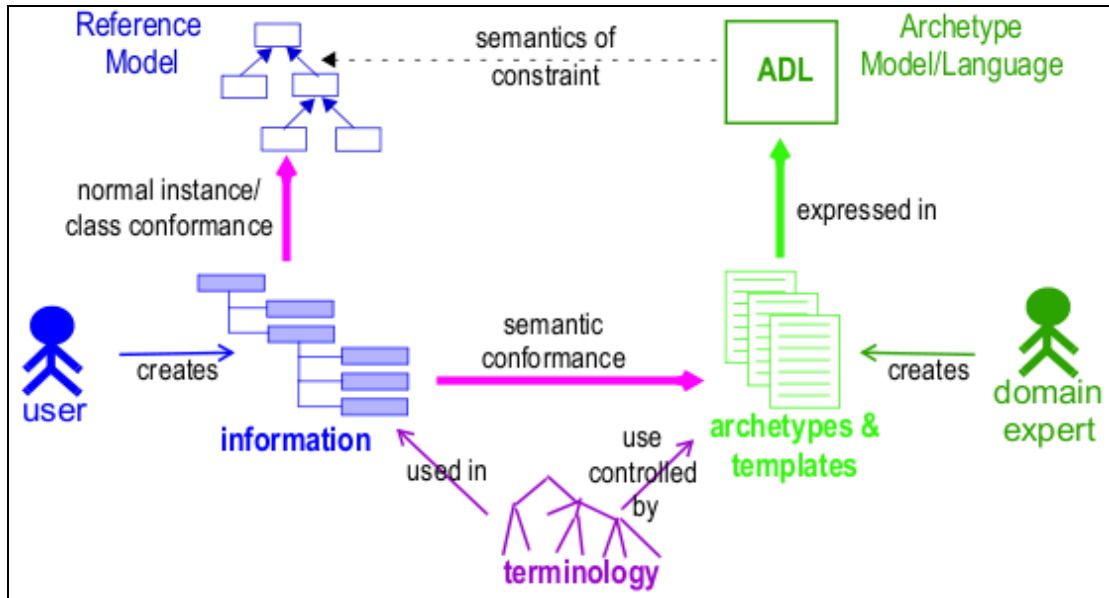 Reference
Model
semantics of
constraint
ADL
Archetype
Model/Language
normal instance/
class conformance
expressed in
user
creates
information
semantic
conformance
archetypes &
templates
creates
domain
expert
used in
use
controlled
by
terminology